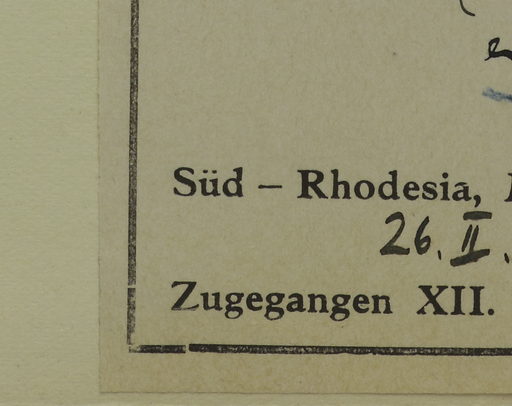 Süd – Rhodesia,
26. II.
Zugegangen XII.